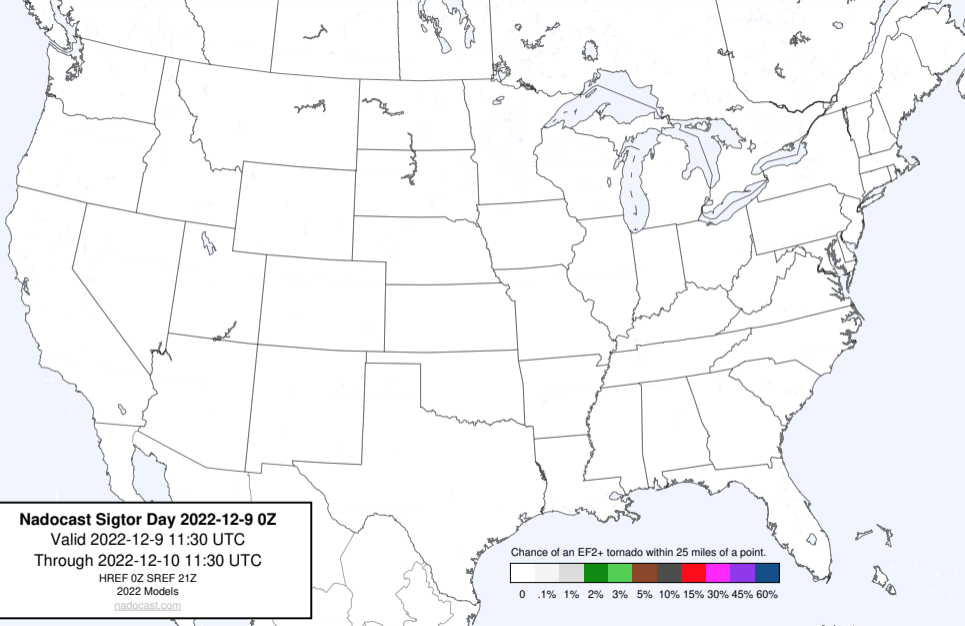 Nadocast Sigtor Day 2022-12-9 0Z
Valid 2022-12-9 11:30 UTC
Through 2022-12-10 11:30 UTC
HREF 0Z SREF 21Z
2022 Models
nadocast.com
Chance of an EF2+ tornado within 25 miles of a point.
0 .1% 1% 2% 3% 5% 10% 15% 30% 45% 60%